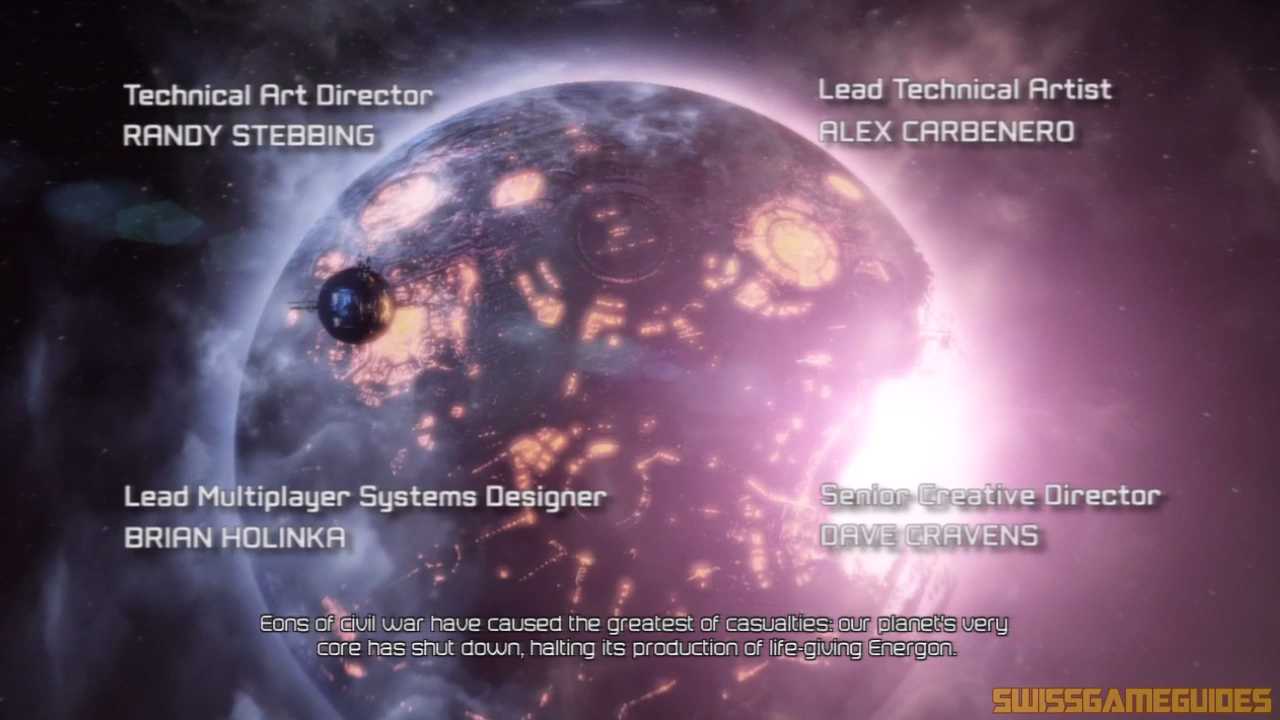 Technical Art Director
RANDY STEBBING
Lead Technical Artist
ALEX CARBENERO
Lead Multiplayer Systems Designer
BRIAN HOLINKA
Senior Creative Director
DAVE CRAVENS
Eons of civil war have caused the greatest of casualties: our planet's very
core has shut down, halting its production of life-giving Energon.
SWISSGAMEGUIDES